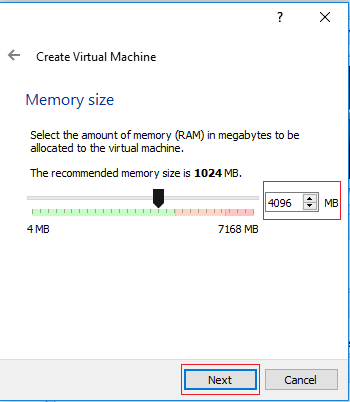 ?
Create Virtual Machine
Memory size
Select the amount of memory (RAM) in megabytes to be
allocated to the virtual machine.
The recommended memory size is 1024 MB.
4096 MB
4 MB 7168 MB
Next Cancel